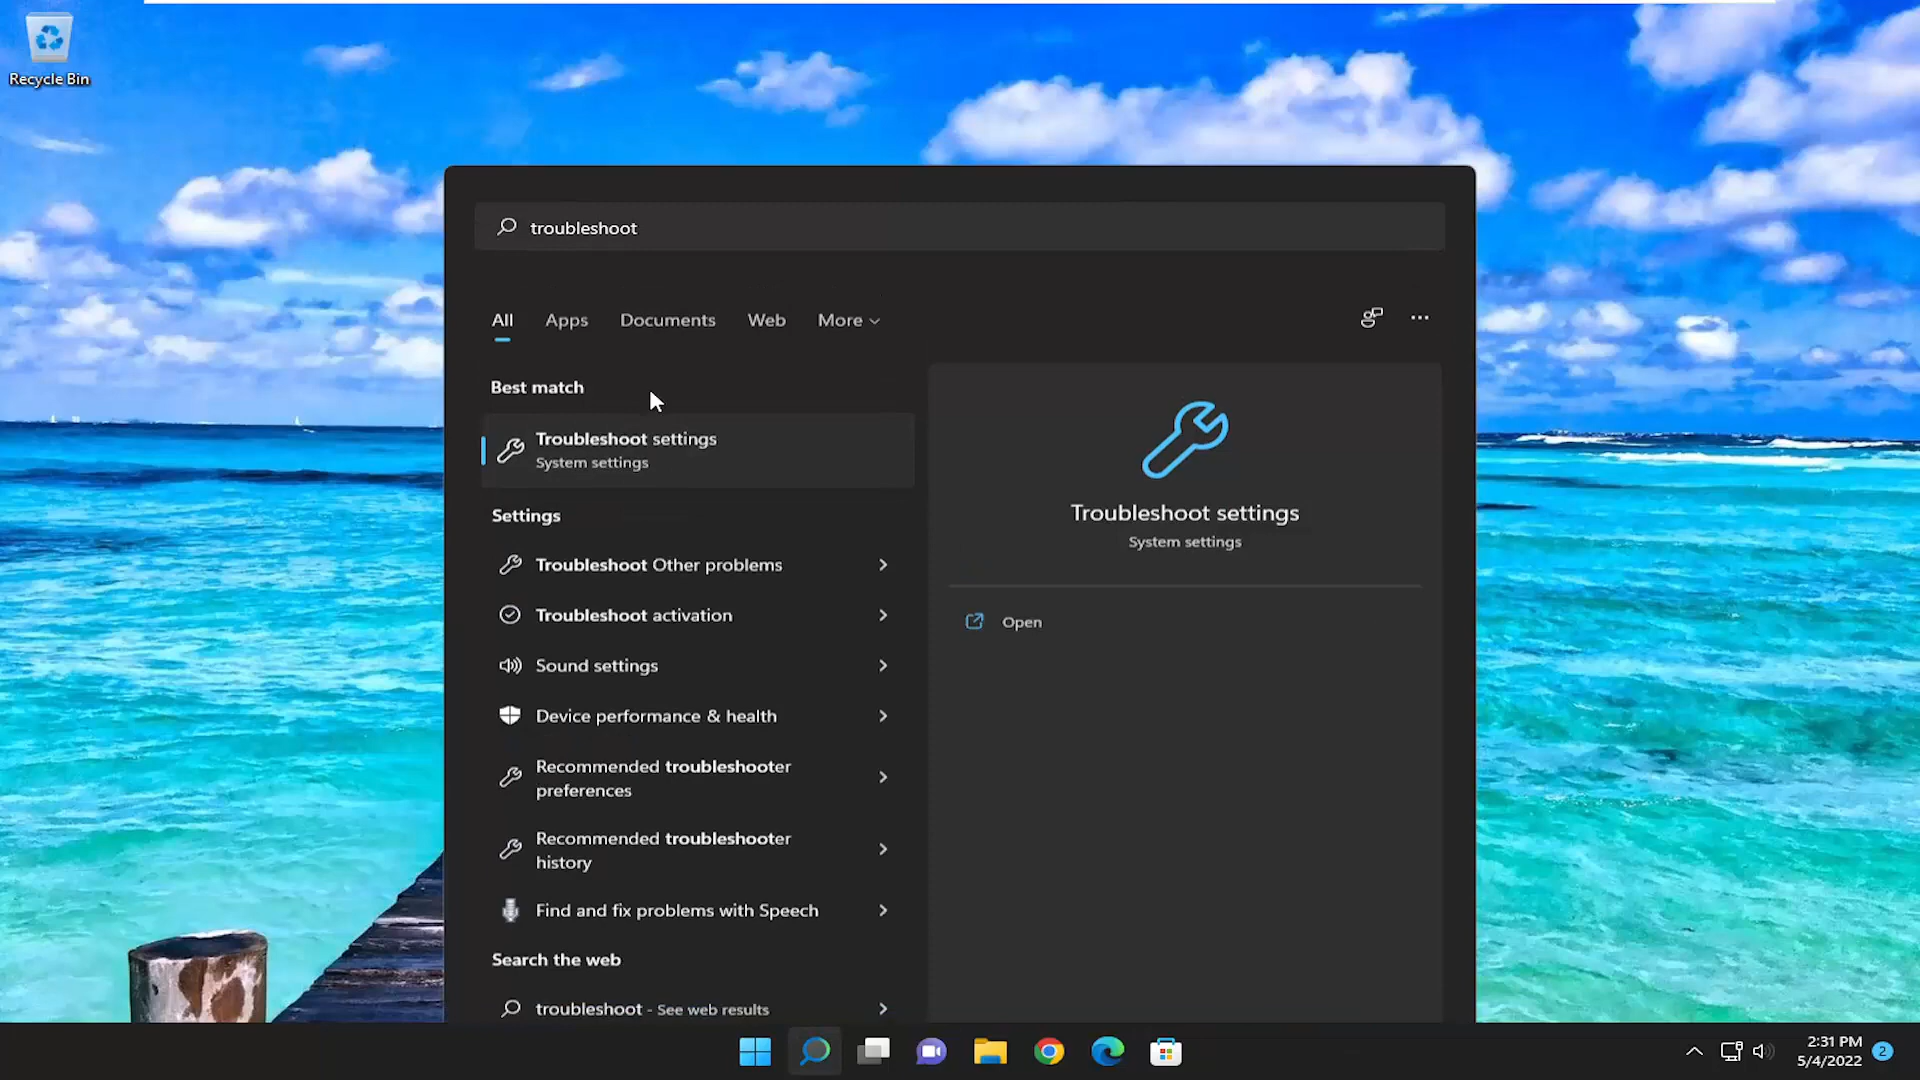 Recycle Bin
troubleshoot
All Apps Documents Web More
Best match
Troubleshoot settings
System settings
Settings
Troubleshoot Other problems
Troubleshoot activation
Sound settings
Device performance & health
Recommended troubleshooter
preferences
Recommended troubleshooter
history
Find and fix problems with Speech
Search the web
troubleshoot - See web results
Troubleshoot settings
System settings
Open
2:31 PM
5/4/2022
2